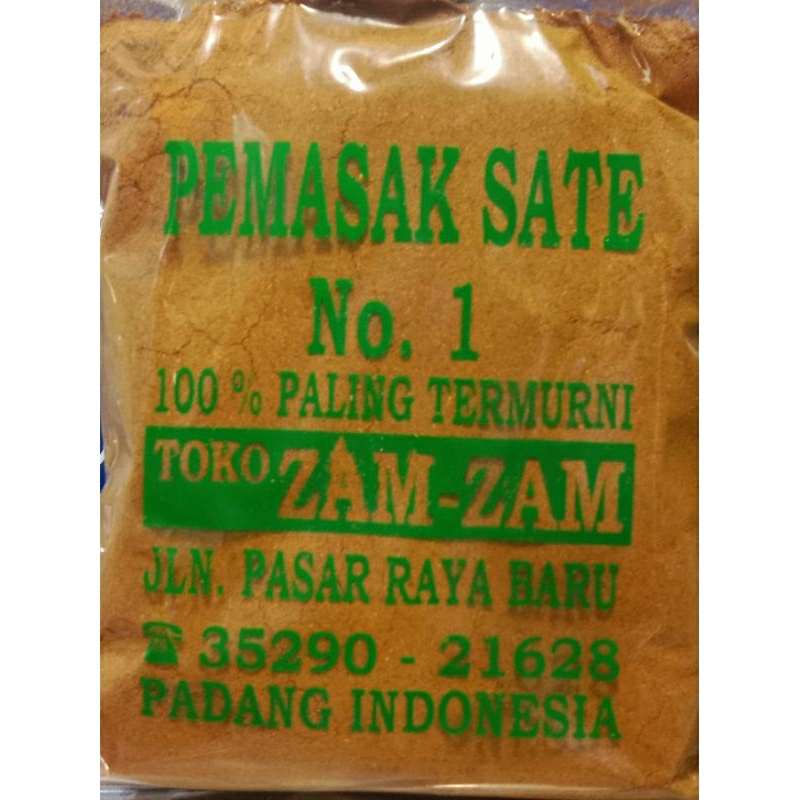 PEMASAK SATE
No. 1
100 % PALING TERMURNI
TOKO ZAM-ZAM
JLN. PASAR RAYA BARU
☎ 35290 - 21628
PADANG INDONESIA